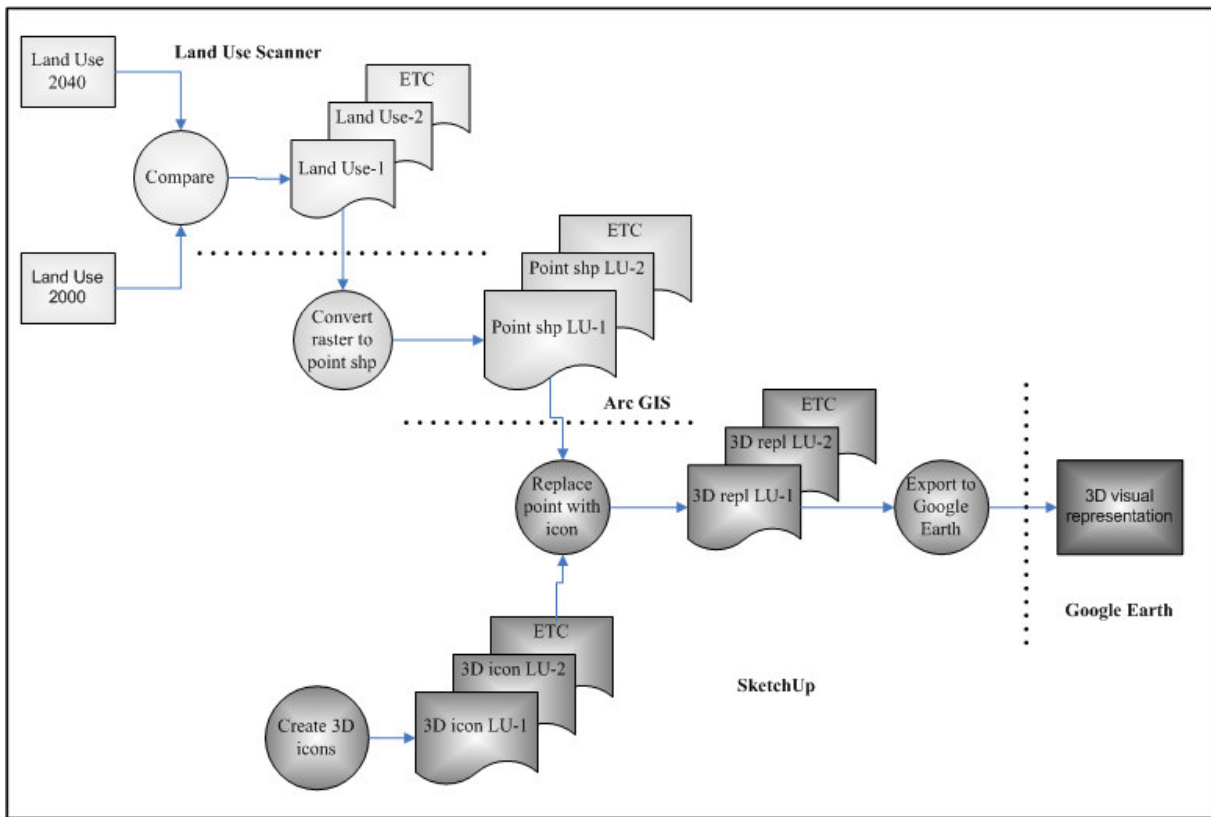 Land Use
2040
Land Use Scanner
ETC
Land Use-2
Land Use-1
Compare
Land Use
2000
ETC
Point shp LU-2
Point shp LU-1
Convert
raster to
point shp
Arc GIS
ETC
3D repl LU-2
3D repl LU-1
Replace
point with
icon
Export to
Google
Earth
3D visual
representation
Google Earth
ETC
3D icon LU-2
3D icon LU-1
Create 3D
icons
SketchUp